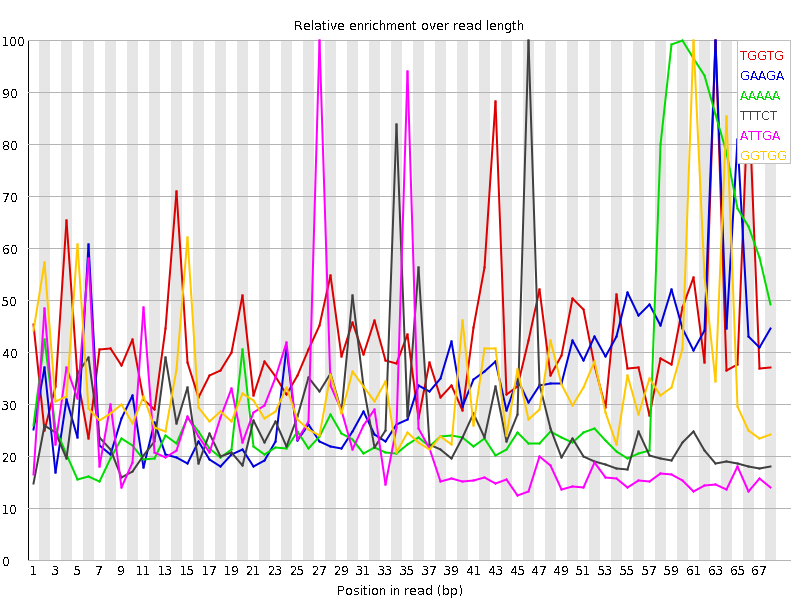 Relative enrichment over read length
100
90
80
70
60
50
40
30
20
10
0
TGGTG
GAAGA
AAAAA
TTTCT
ATTGA
GGTGG
1 3 5 7 9 11 13 15 17 19 21 23 25 27 29 31 33 35 37 39 41 43 45 47 49 51 53 55 57 59 61 63 65 67
Position in read (bp)